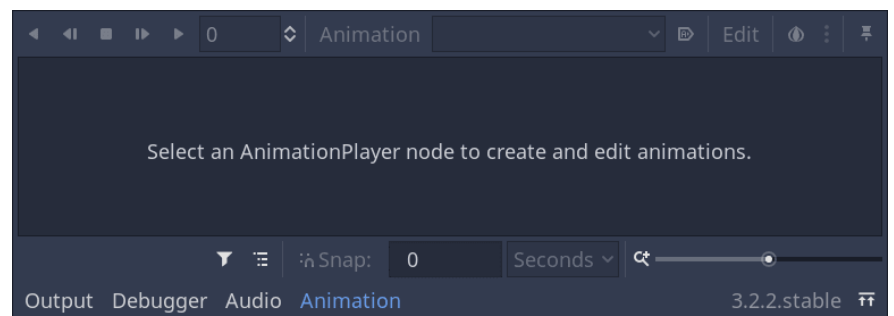 0 Animation Edit
Select an AnimationPlayer node to create and edit animations.
Snap: 0 Seconds
Output Debugger Audio Animation 3.2.2.stable